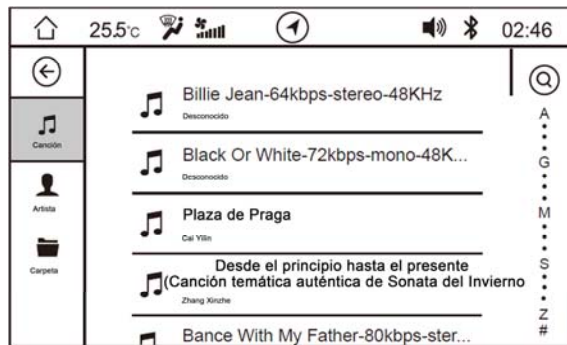 25.5°c
02:46
Canción
Artista
Carpeta
Billie Jean-64kbps-stereo-48KHz
Desconocido
Black Or White-72kbps-mono-48K...
Desconocido
Plaza de Praga
Cai Yilin
Desde el principio hasta el presente
(Canción temática auténtica de Sonata del Invierno
Zhang Xinzhe
Bance With My Father-80kbps-ster...
A
G
M
S
Z
#